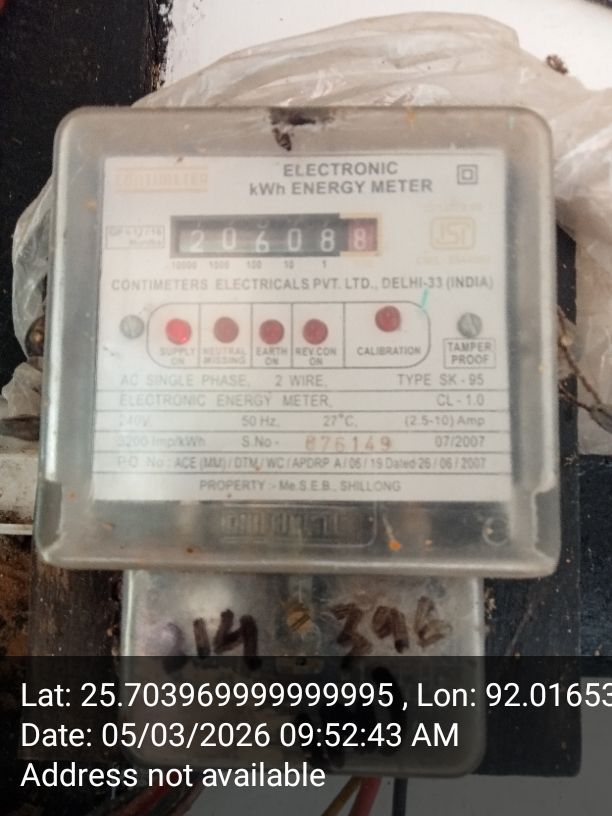 CONTIMETER
ELECTRONIC
kWh ENERGY METER
206088
10000 1000 100 10 1
CONTIMETERS ELECTRICALS PVT. LTD., DELHI-33 (INDIA)
SUPPLY ON
NEUTRAL MISSING
EARTH ON
REV.CON ON
CALIBRATION
TAMPER PROOF
AC SINGLE PHASE, 2 WIRE, TYPE SK - 95
ELECTRONIC ENERGY METER, CL - 1.0
240V, 50 Hz, 27°C, (2.5-10) Amp
3200 Imp/kWh S.No - 876149 07/2007
P.O. No : ACE (MM) / DTM / WC / APDRP A / 06 / 19 Dated 26 / 06 / 2007
PROPERTY :- Me.S.E.B., SHILLONG
396
Lat: 25.703969999999995 , Lon: 92.01653
Date: 05/03/2026 09:52:43 AM
Address not available